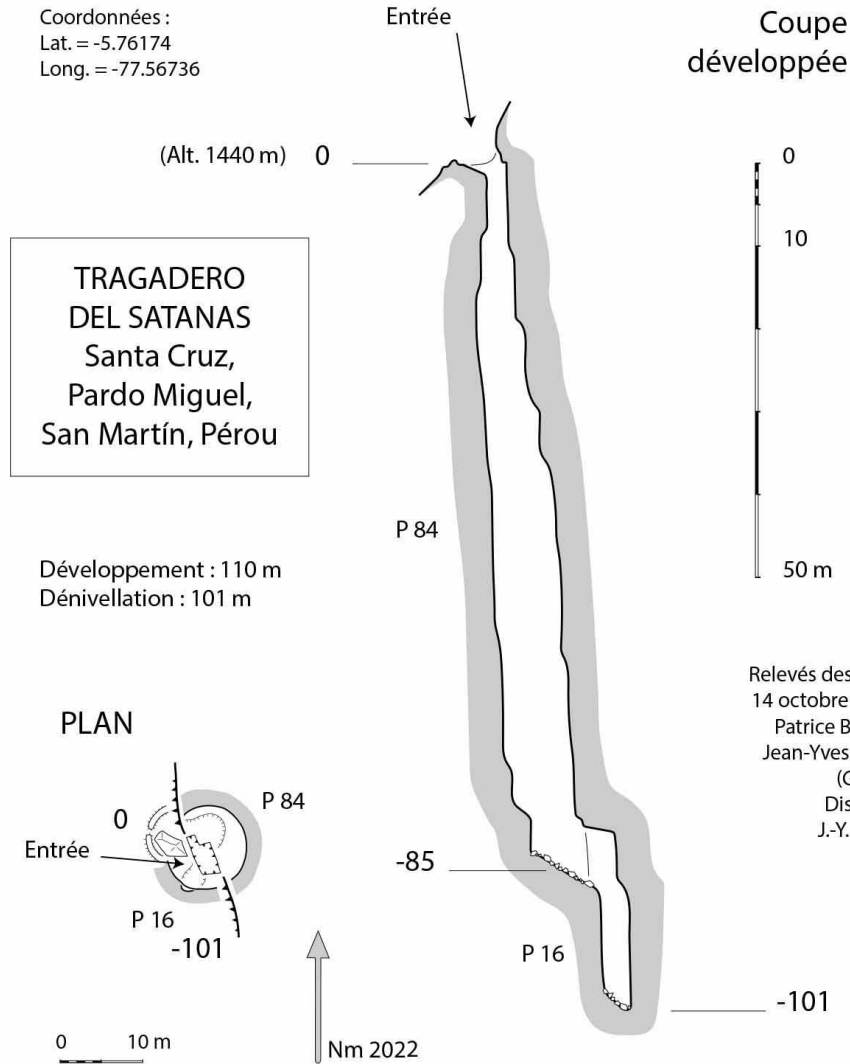 Coordonnées :
Lat. = -5.76174
Long. = -77.56736
Entrée
Coupe
développée
(Alt. 1440 m) 0
0
10
50 m
TRAGADERO
DEL SATANAS
Santa Cruz,
Pardo Miguel,
San Martín, Pérou
P 84
Développement : 110 m
Dénivellation : 101 m
Relevés des
14 octobre
Patrice B
Jean-Yves
(G
Dis
J.-Y.
PLAN
P 84
0
Entrée
P 16
-101
-85
P 16
-101
0 10 m
Nm 2022